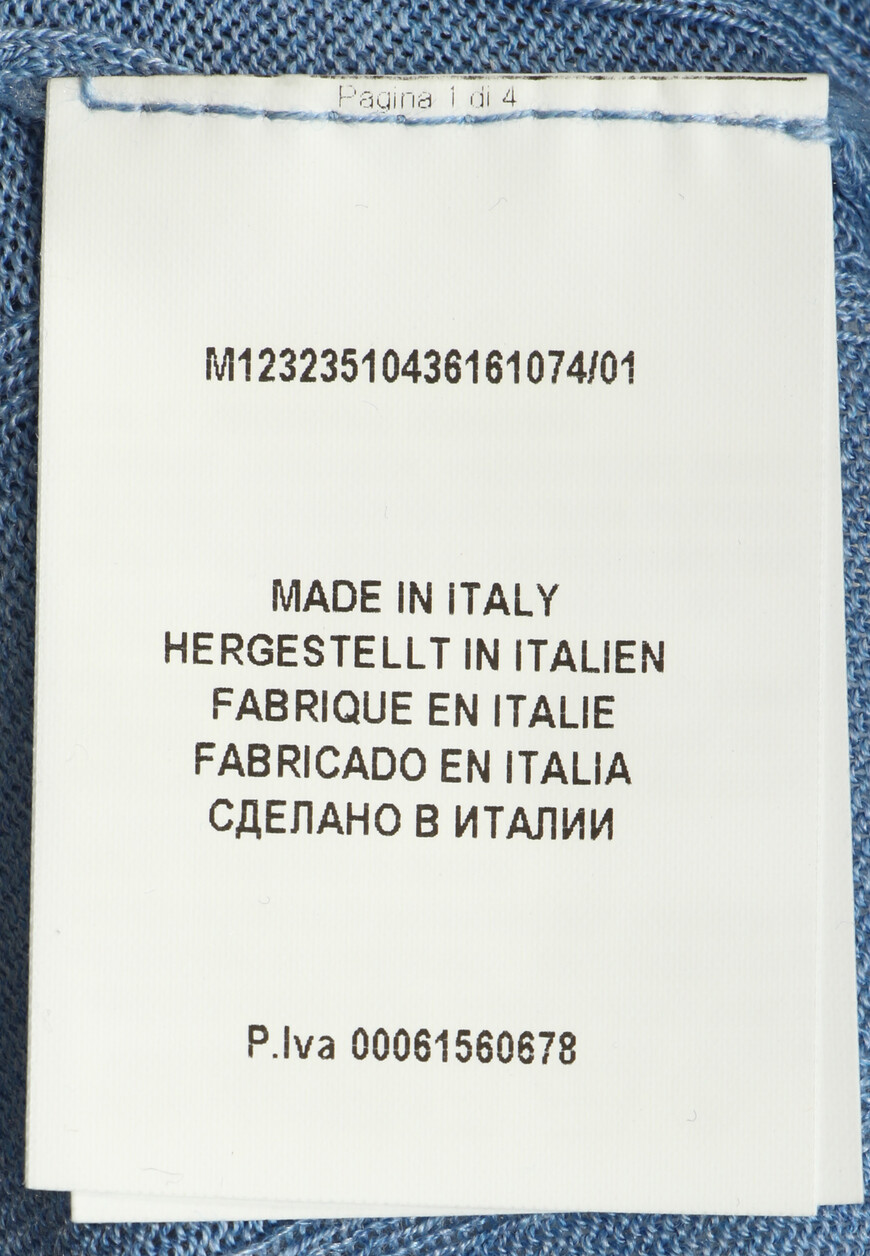 Pagina 1 di 4
M12323510436161074/01
MADE IN ITALY
HERGESTELLT IN ITALIEN
FABRIQUE EN ITALIE
FABRICADO EN ITALIA
СДЕЛАНО В ИТАЛИИ
P.Iva 00061560678